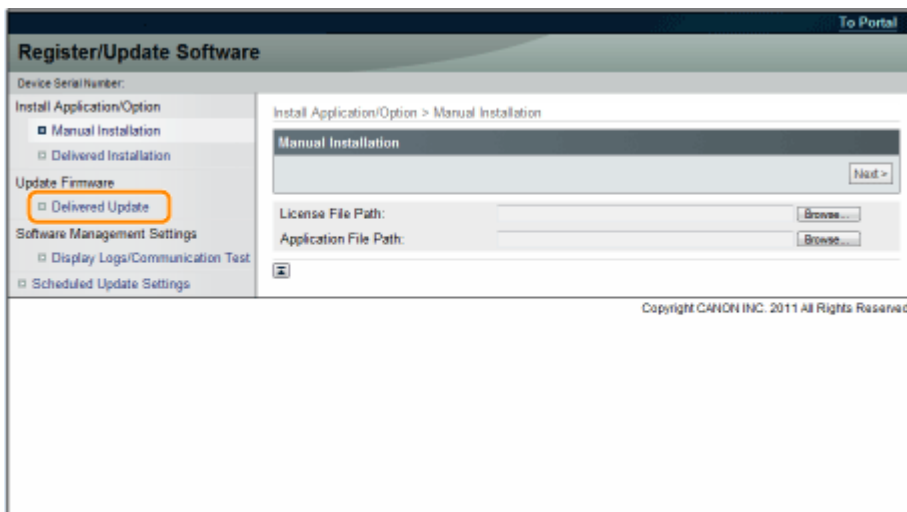 To Portal
Register/Update Software
Device Serial Number:
Install Application/Option
Manual Installation
Delivered Installation
Update Firmware
Delivered Update
Software Management Settings
Display Logs/Communication Test
Scheduled Update Settings
Install Application/Option > Manual Installation
Manual Installation
Next >
License File Path: Browse...
Application File Path: Browse...
Copyright CANON INC. 2011 All Rights Reserved